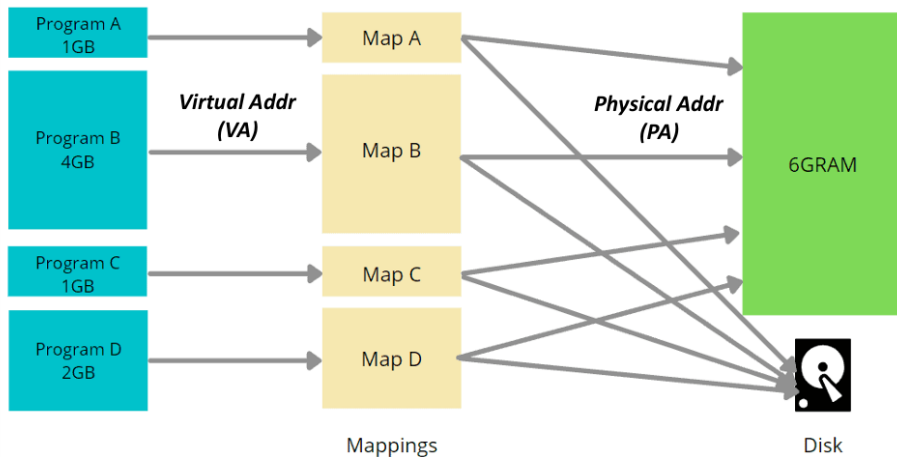 Program A
1GB
Map A
Virtual Addr
(VA)
Physical Addr
(PA)
Program B
4GB
Map B
6GRAM
Program C
1GB
Map C
Program D
2GB
Map D
Mappings
Disk